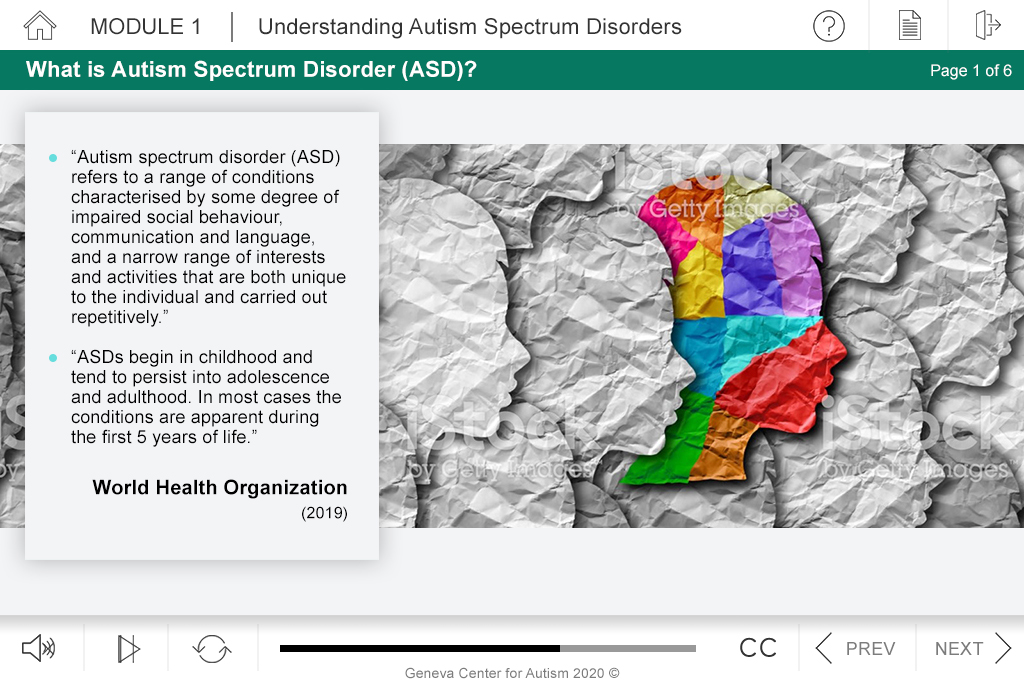 MODULE 1
Understanding Autism Spectrum Disorders
What is Autism Spectrum Disorder (ASD)?
Page 1 of 6
“Autism spectrum disorder (ASD)
refers to a range of conditions
characterised by some degree of
impaired social behaviour,
communication and language,
and a narrow range of interests
and activities that are both unique
to the individual and carried out
repetitively.”
“ASDs begin in childhood and
tend to persist into adolescence
and adulthood. In most cases the
conditions are apparent during
the first 5 years of life.”
World Health Organization
(2019)
iStock
by Getty Images
iStock
by Getty Images
iStock
by Getty Images
CC
PREV
NEXT
Geneva Center for Autism 2020 ©